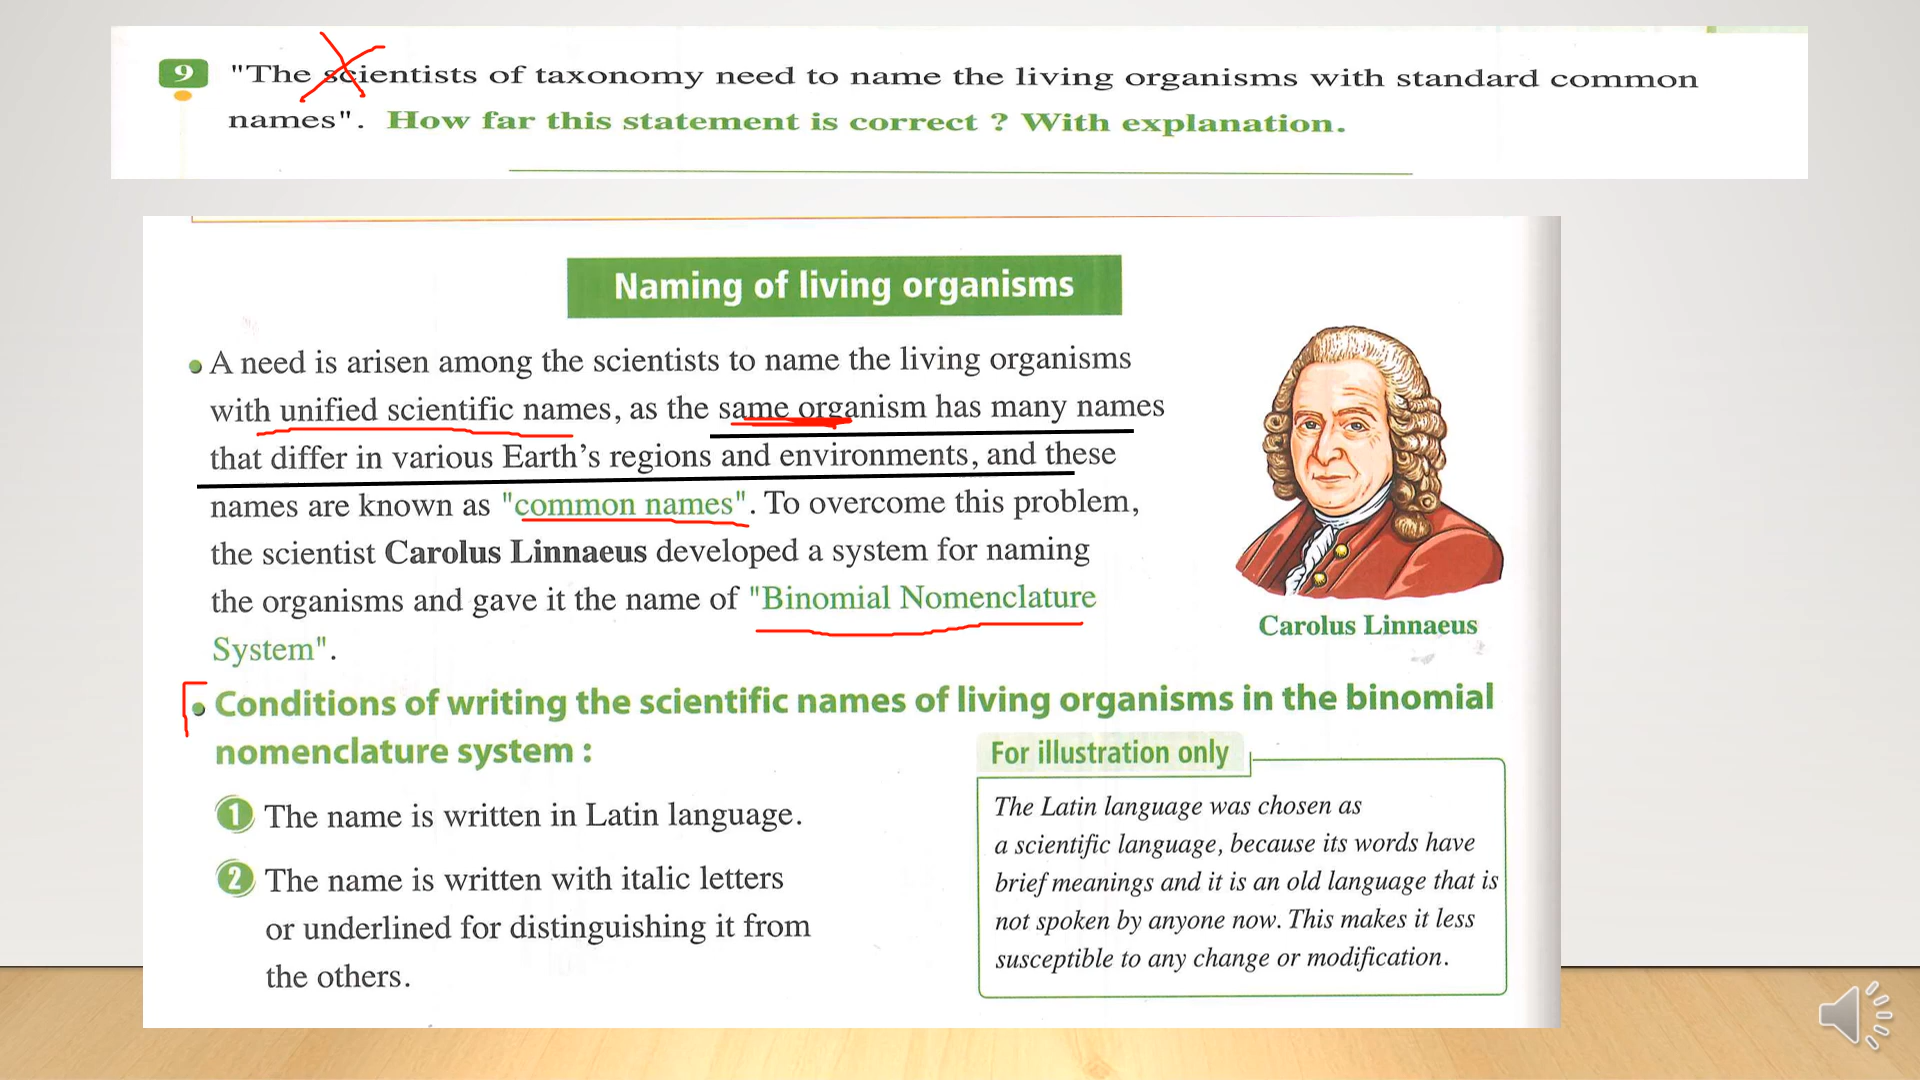 9 "The scientists of taxonomy need to name the living organisms with standard common
names". How far this statement is correct ? With explanation.
Naming of living organisms
• A need is arisen among the scientists to name the living organisms
with unified scientific names, as the same organism has many names
that differ in various Earth's regions and environments, and these
names are known as "common names". To overcome this problem,
the scientist Carolus Linnaeus developed a system for naming
the organisms and gave it the name of "Binomial Nomenclature
System".
Carolus Linnaeus
• Conditions of writing the scientific names of living organisms in the binomial
nomenclature system :
1 The name is written in Latin language.
2 The name is written with italic letters
or underlined for distinguishing it from
the others.
For illustration only
The Latin language was chosen as
a scientific language, because its words have
brief meanings and it is an old language that is
not spoken by anyone now. This makes it less
susceptible to any change or modification.